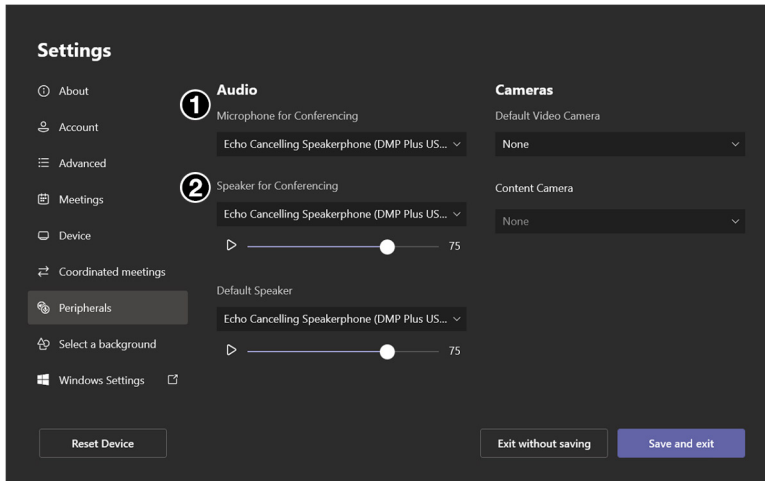 Settings
About
Account
Advanced
Meetings
Device
Coordinated meetings
Peripherals
Select a background
Windows Settings
Reset Device
1
Audio
Microphone for Conferencing
Echo Cancelling Speakerphone (DMP Plus US...
2
Speaker for Conferencing
Echo Cancelling Speakerphone (DMP Plus US...
75
Default Speaker
Echo Cancelling Speakerphone (DMP Plus US...
75
Cameras
Default Video Camera
None
Content Camera
None
Exit without saving
Save and exit